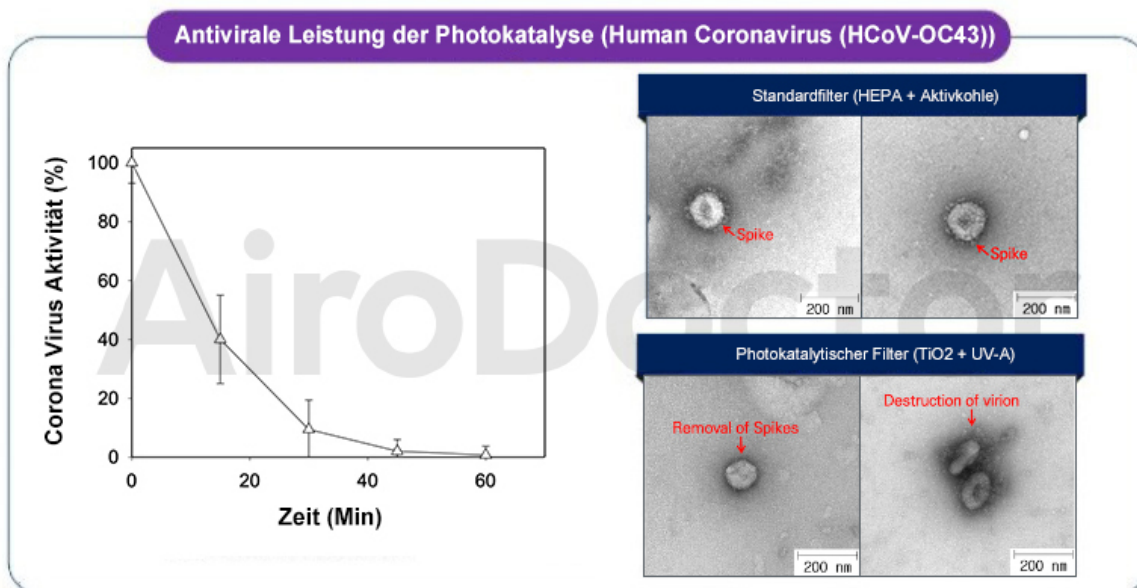 Antivirale Leistung der Photokatalyse (Human Coronavirus (HCoV-OC43))
Corona Virus Aktivität (%)
100
80
60
40
20
0
0
20
40
60
Zeit (Min)
AiroDoctor
Standardfilter (HEPA + Aktivkohle)
Spike
200 nm
Spike
200 nm
Photokatalytischer Filter (TiO2 + UV-A)
Removal of Spikes
200 nm
Destruction of virion
200 nm